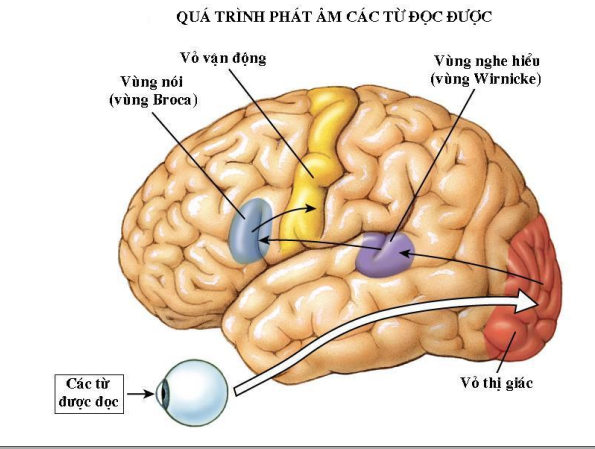 QUÁ TRÌNH PHÁT ÂM CÁC TỪ ĐỌC ĐƯỢC
Vỏ vận động
Vùng nói
(vùng Broca)
Vùng nghe hiểu
(vùng Wirnicke)
Các từ
được đọc
Vỏ thị giác